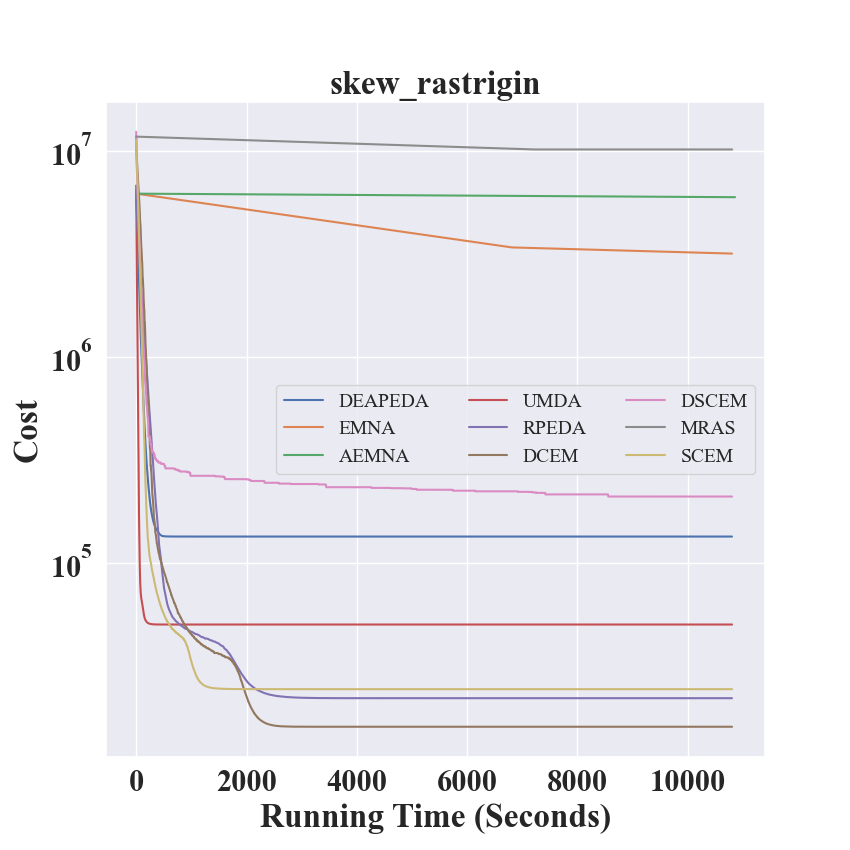 skew_rastrigin
Cost
10^7
10^6
10^5
DEAPEDA
EMNA
AEMNA
UMDA
RPEDA
DCEM
DSCEM
MRAS
SCEM
0 2000 4000 6000 8000 10000
Running Time (Seconds)